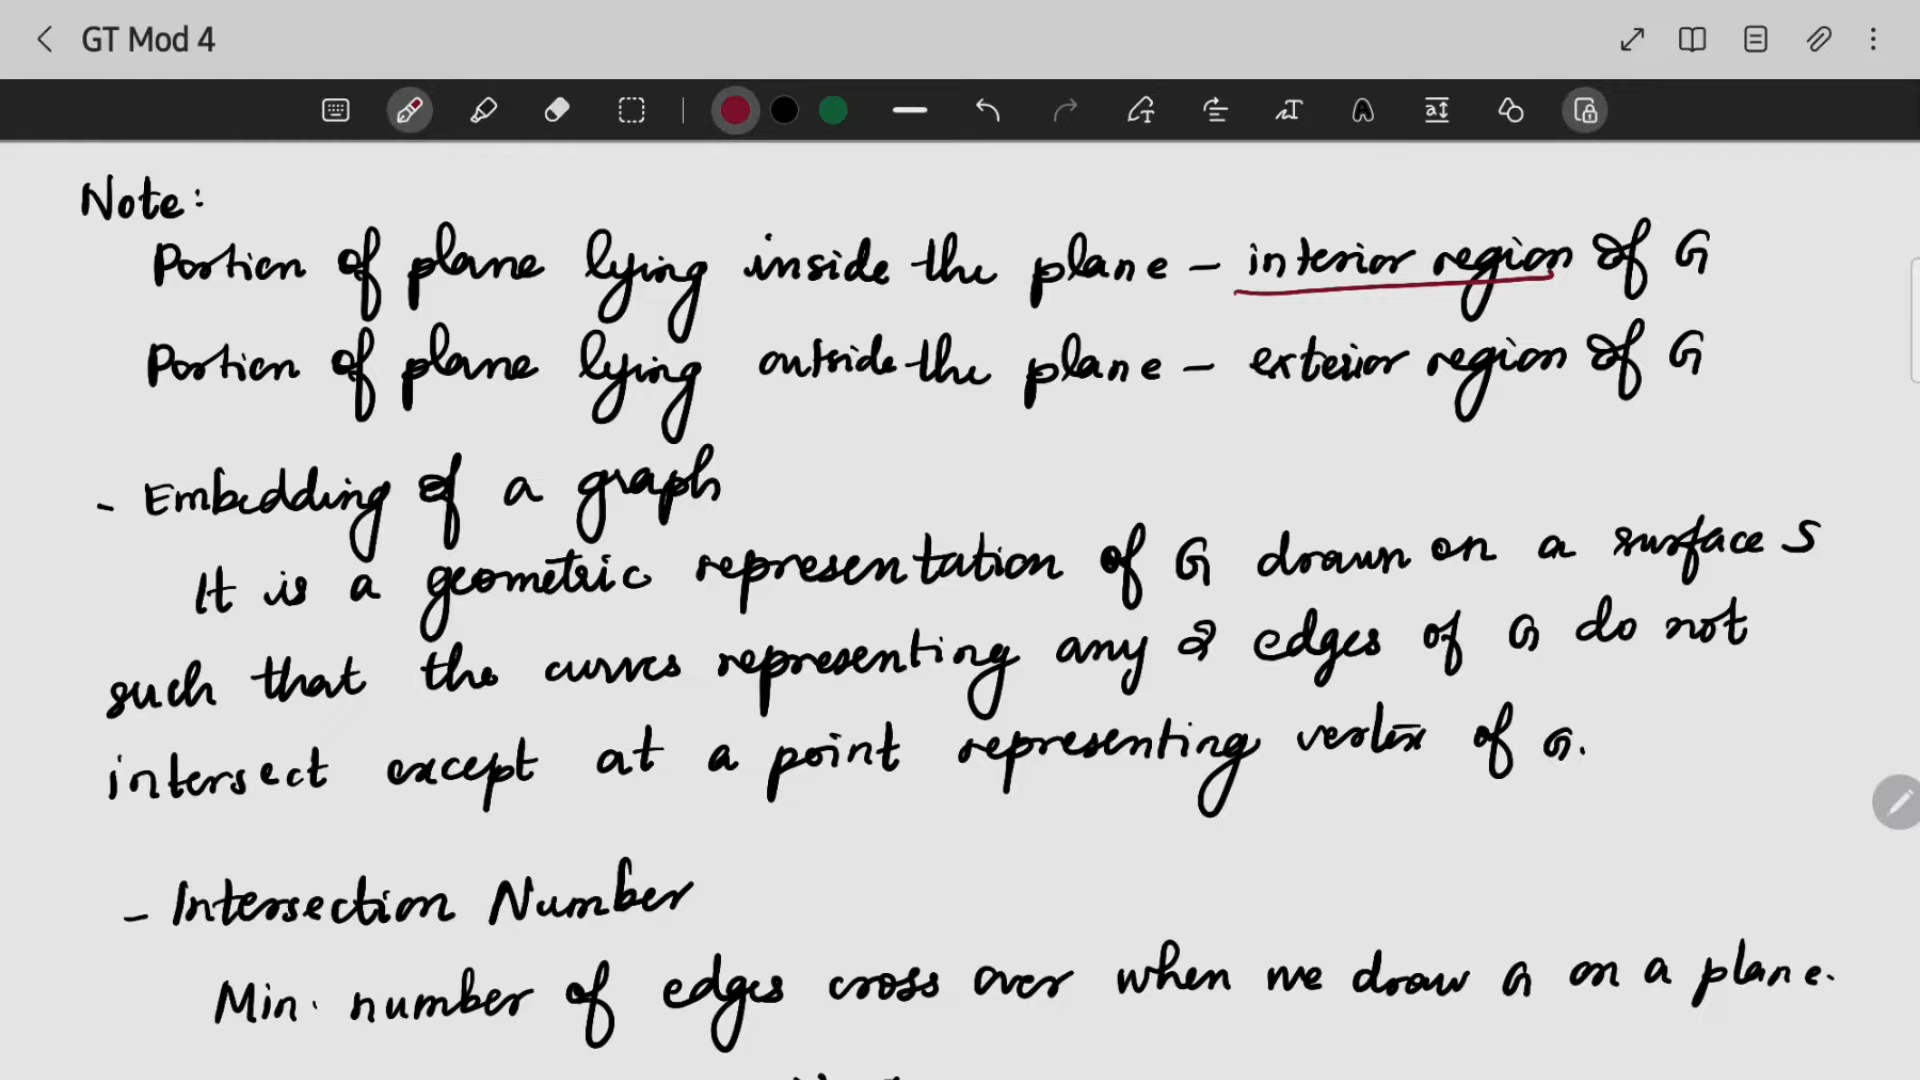 GT Mod 4
Note:
Portion of plane lying inside the plane - interior region of G
Portion of plane lying outside the plane - exterior region of G
- Embedding of a graph
It is a geometric representation of G drawn on a surface S
such that the curves representing any 2 edges of G do not
intersect except at a point representing vertex of G.
- Intersection Number
Min. number of edges cross over when we draw G on a plane.